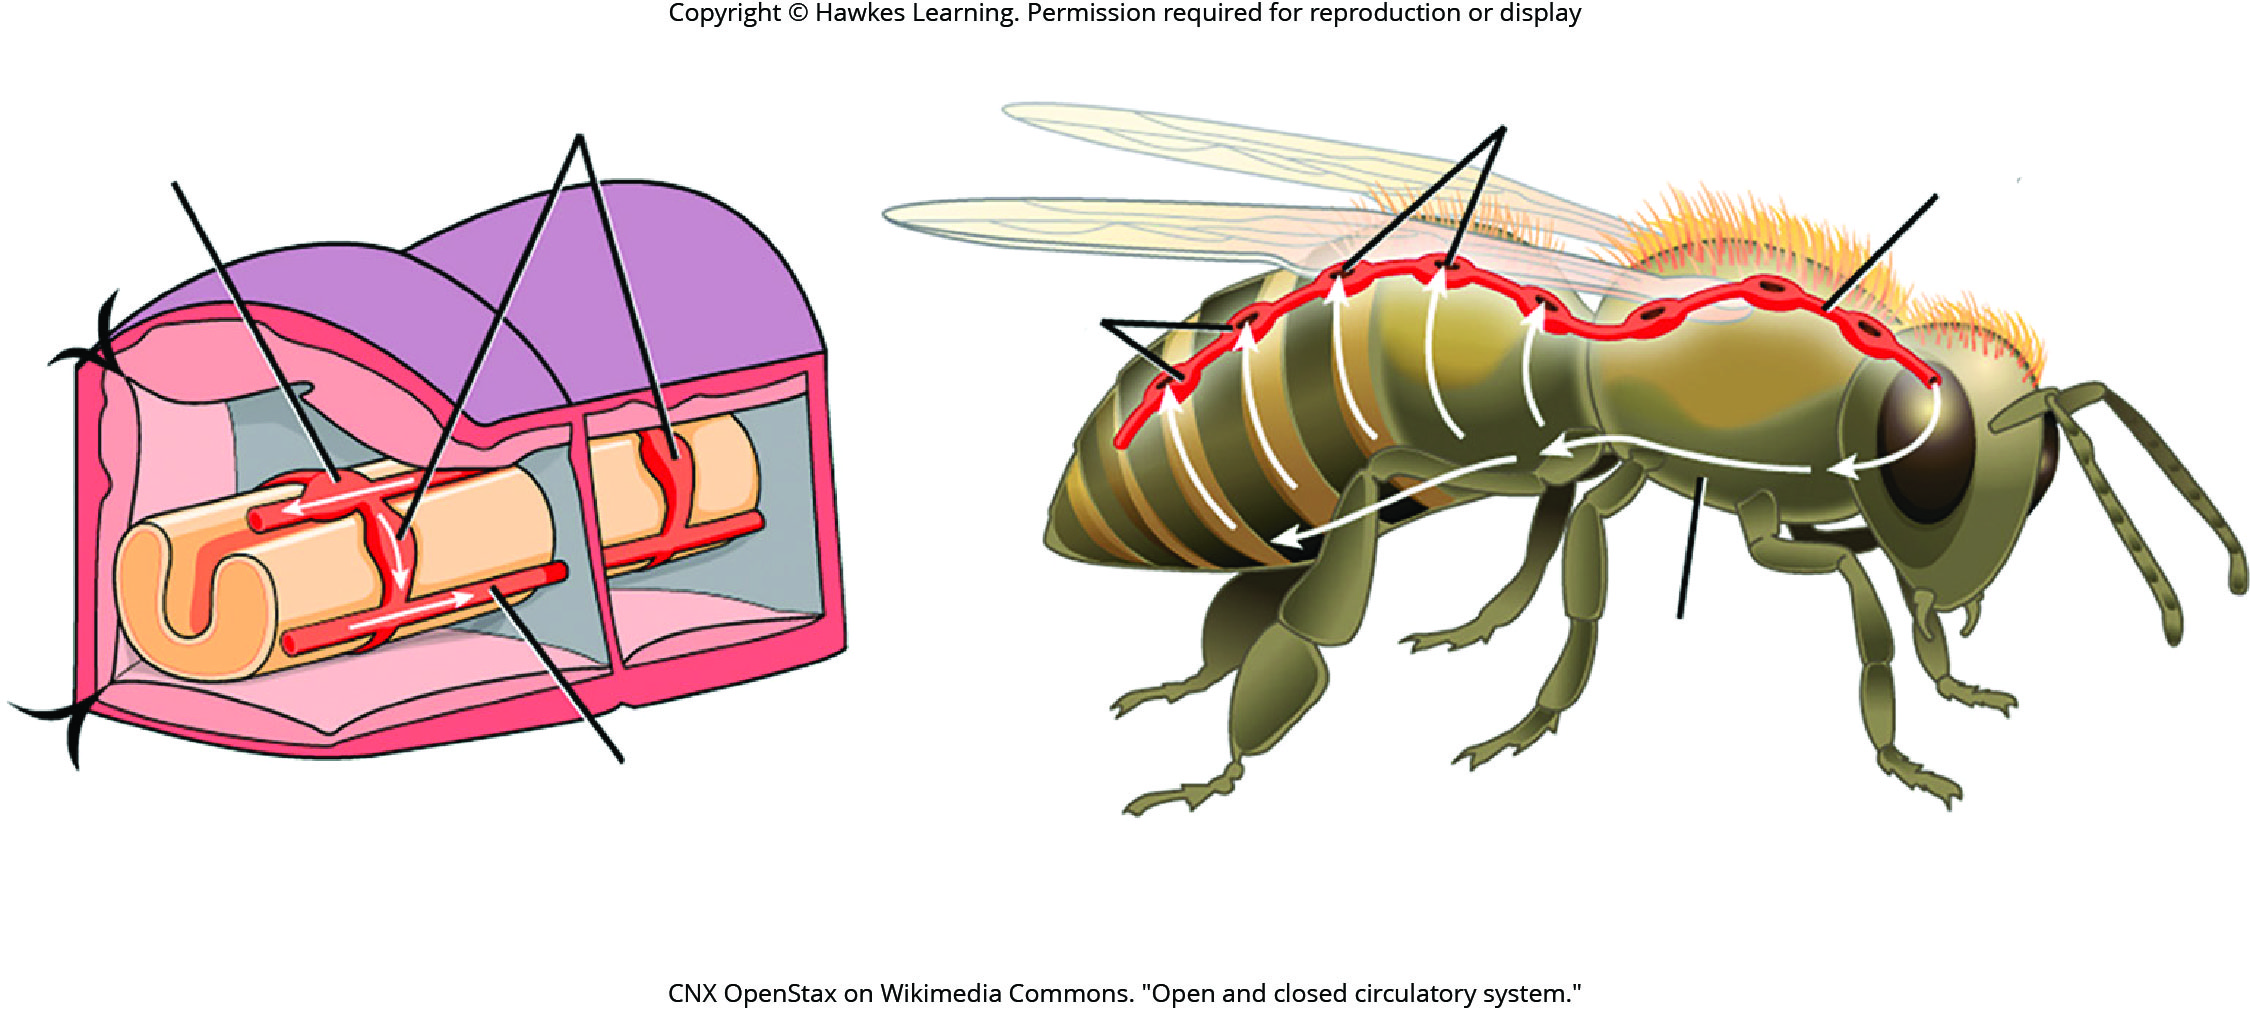 Copyright © Hawkes Learning. Permission required for reproduction or display
CNX OpenStax on Wikimedia Commons. "Open and closed circulatory system."